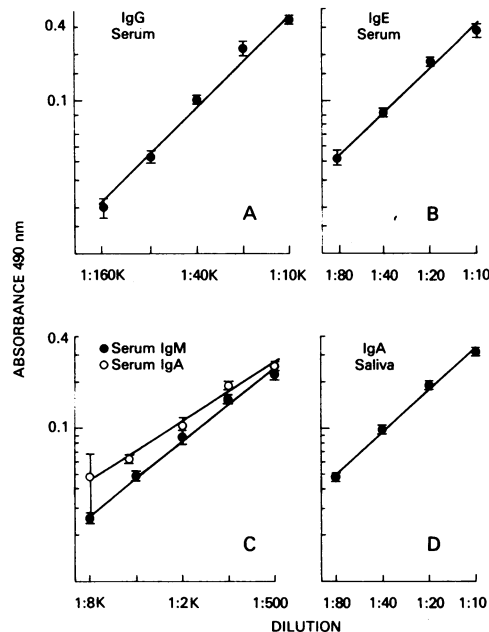 IgG
Serum
0.4
0.1
A
1:160K 1:40K 1:10K
IgE
Serum
B
1:80 1:40 1:20 1:10
ABSORBANCE 490 nm
0.4
0.1
Serum IgM
Serum IgA
C
1:8K 1:2K 1:500
IgA
Saliva
D
1:80 1:40 1:20 1:10
DILUTION